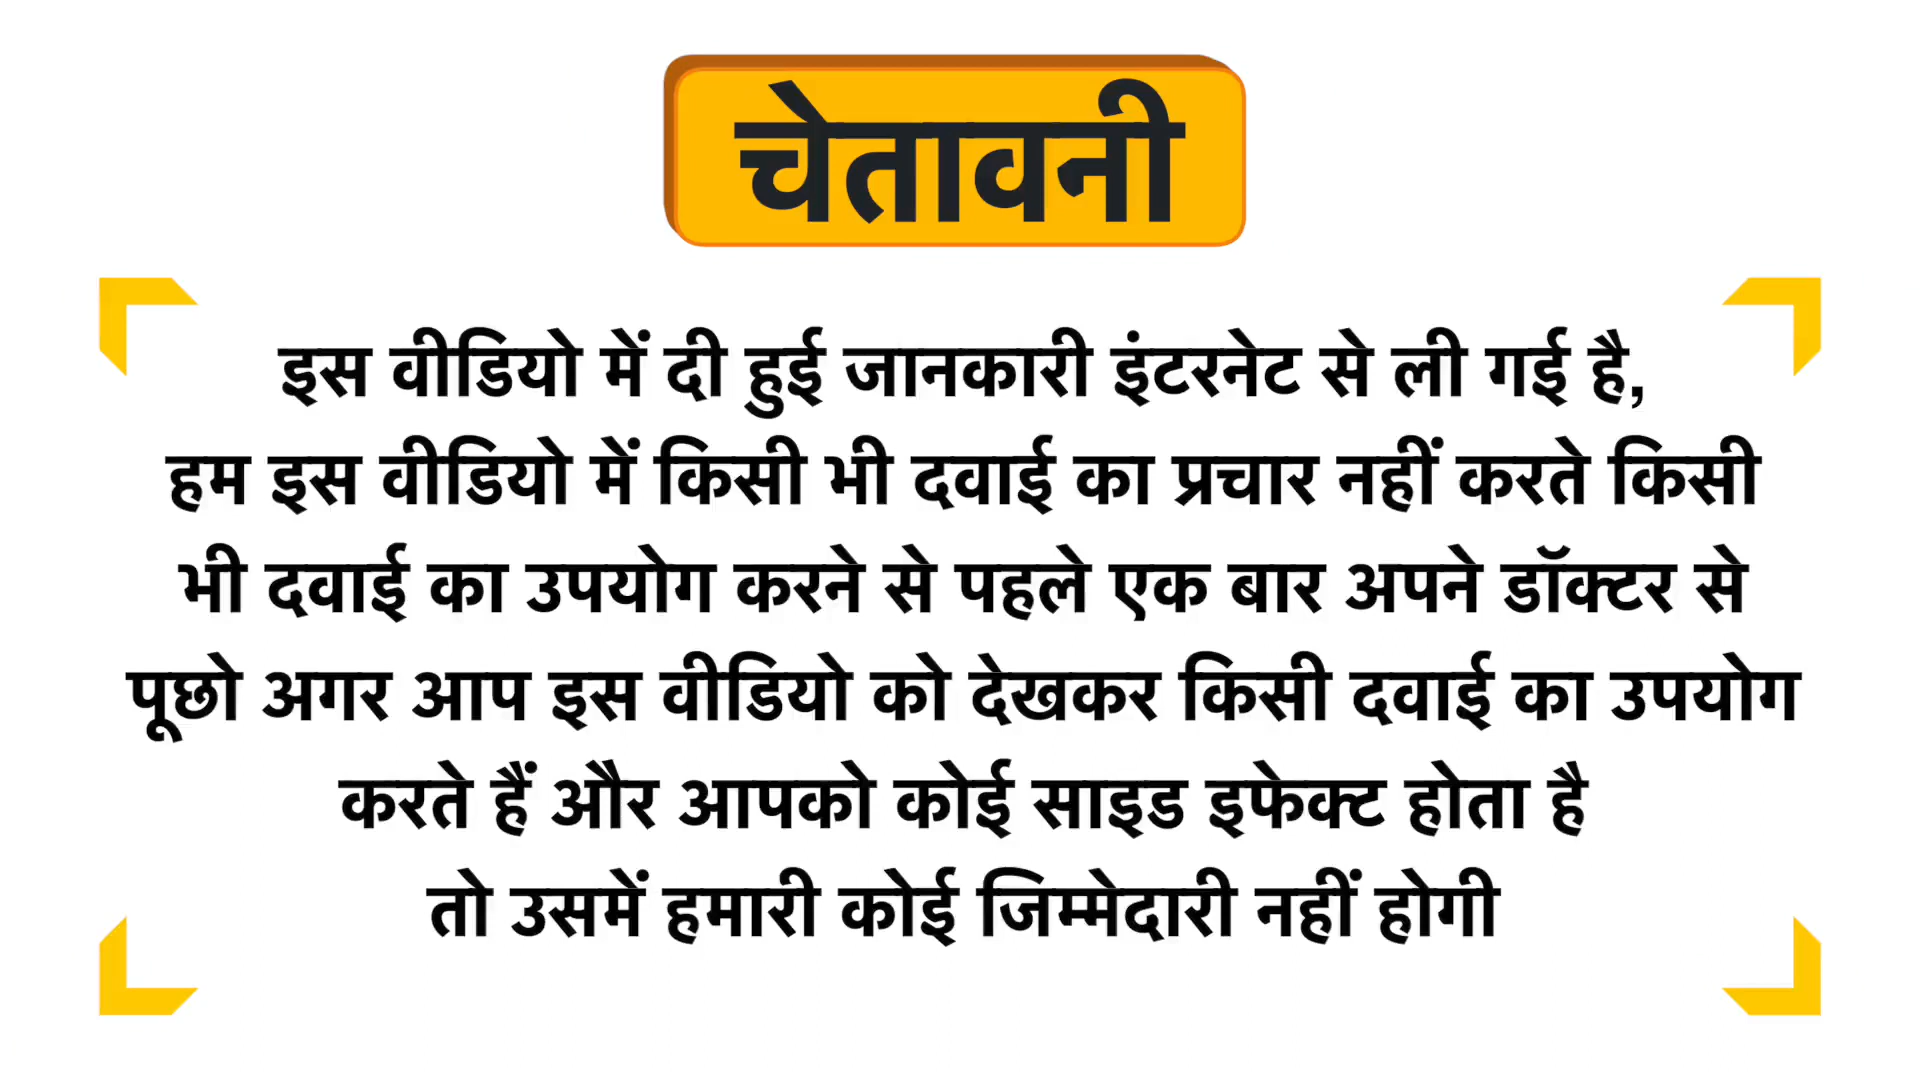 चेतावनी
इस वीडियो में दी हुई जानकारी इंटरनेट से ली गई है,
हम इस वीडियो में किसी भी दवाई का प्रचार नहीं करते किसी
भी दवाई का उपयोग करने से पहले एक बार अपने डॉक्टर से
पूछो अगर आप इस वीडियो को देखकर किसी दवाई का उपयोग
करते हैं और आपको कोई साइड इफेक्ट होता है
तो उसमें हमारी कोई जिम्मेदारी नहीं होगी